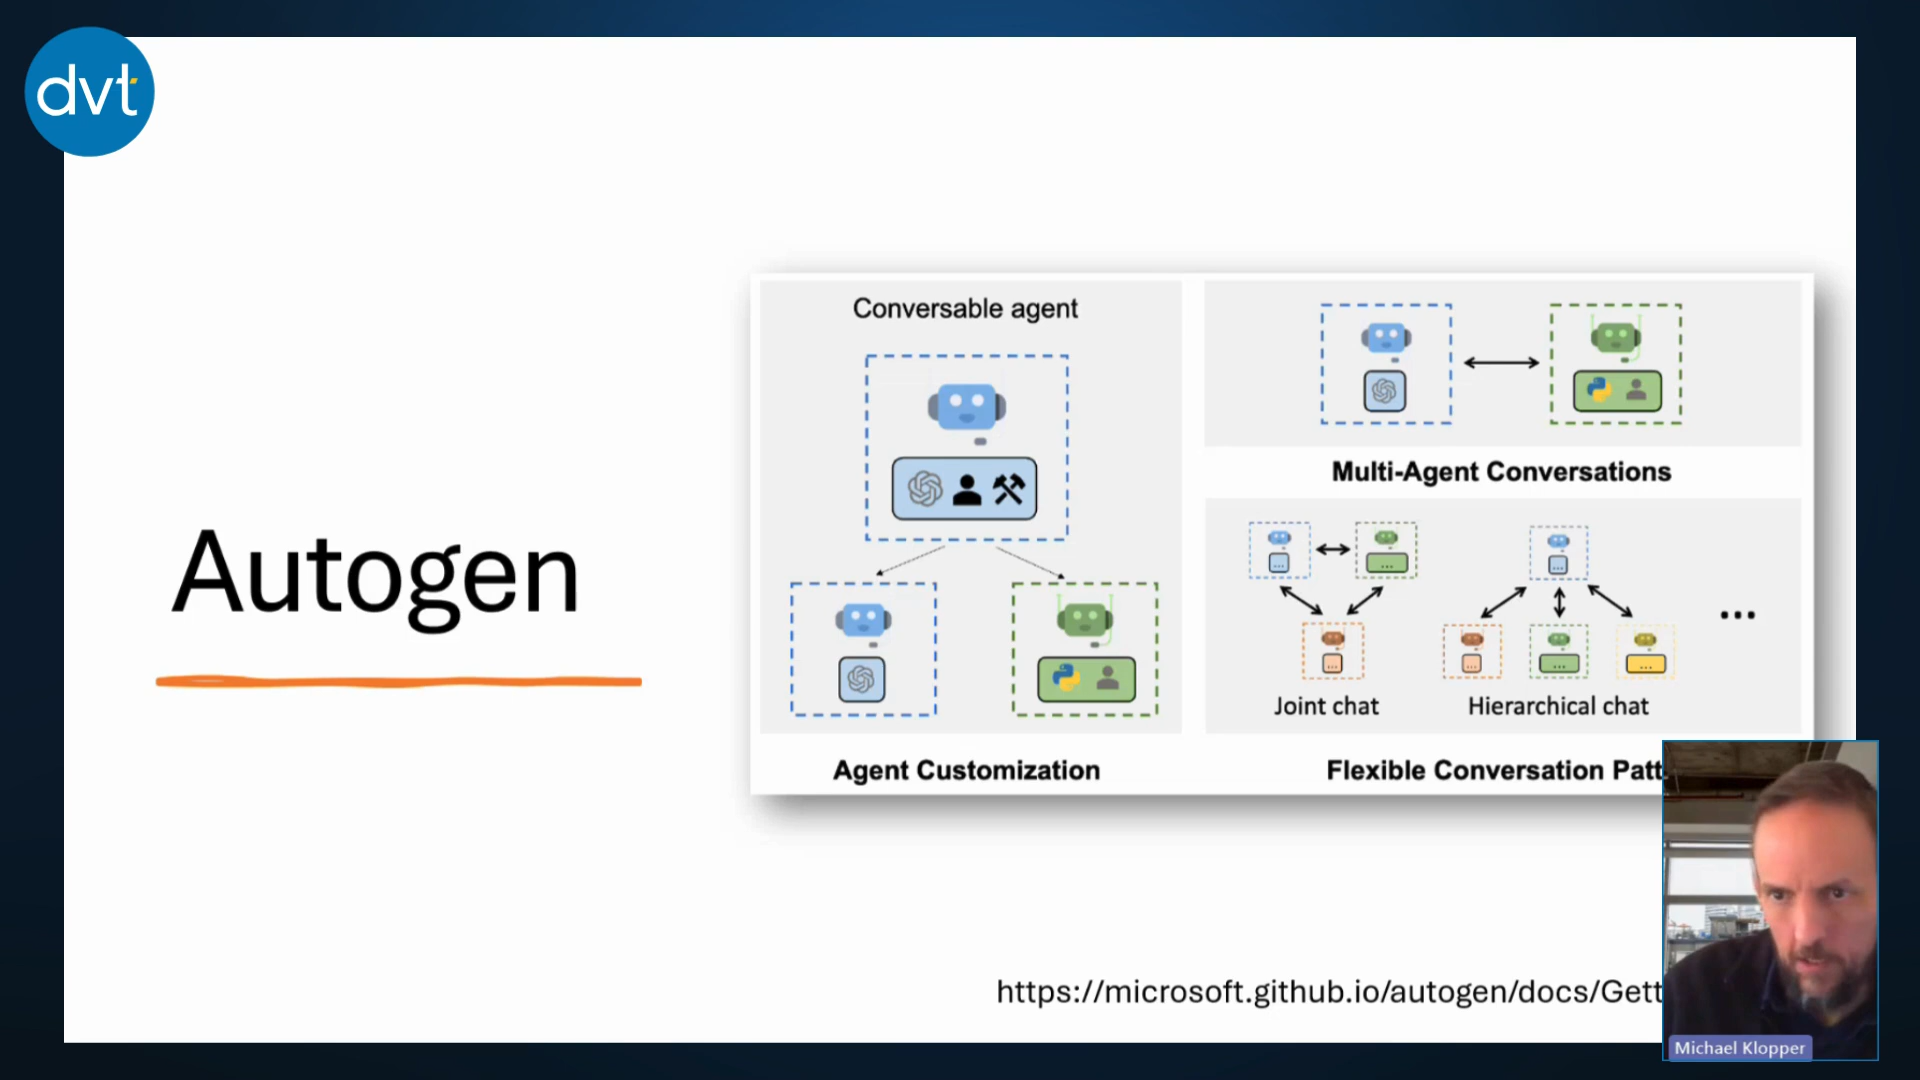 dvt
Autogen
Conversable agent
Agent Customization
Multi-Agent Conversations
Joint chat
Hierarchical chat
...
Flexible Conversation Patt
https://microsoft.github.io/autogen/docs/Gett
Michael Klopper